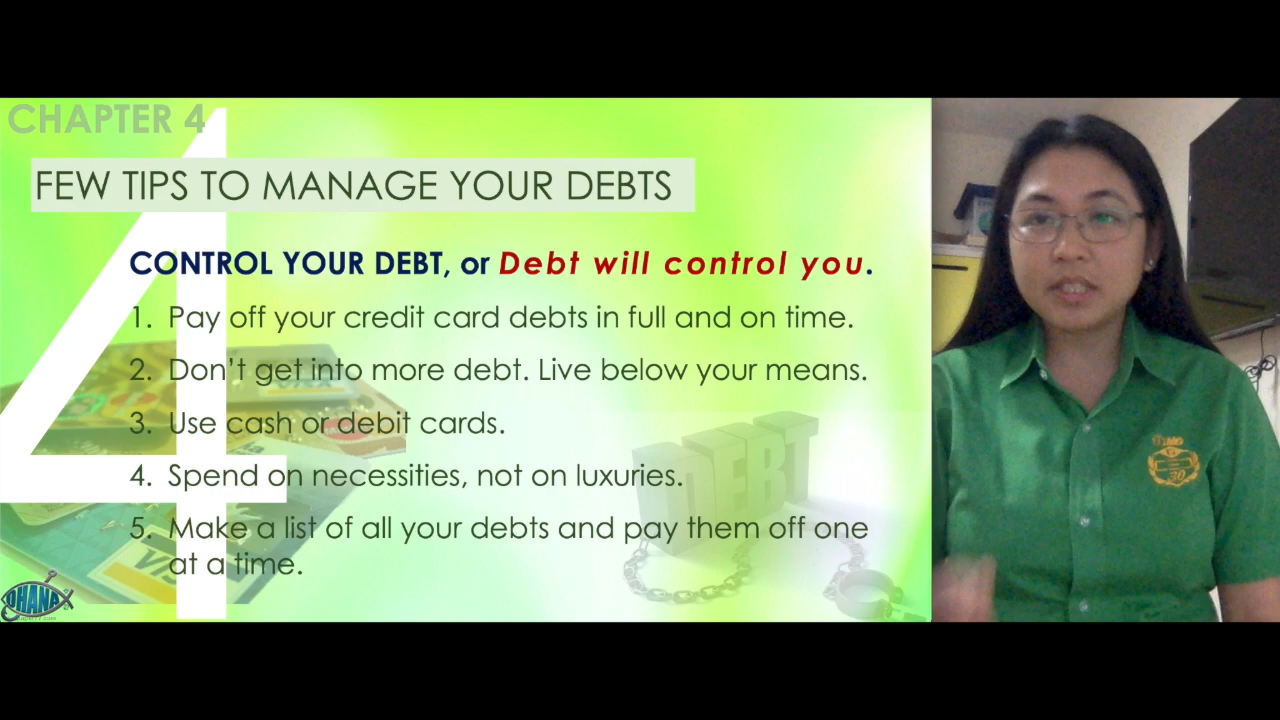 CHAPTER 4
4
FEW TIPS TO MANAGE YOUR DEBTS
CONTROL YOUR DEBT, or Debt will control you.
1. Pay off your credit card debts in full and on time.
2. Don't get into more debt. Live below your means.
3. Use cash or debit cards.
4. Spend on necessities, not on luxuries.
5. Make a list of all your debts and pay them off one
at a time.
DEBT
VISA
OHANA
30